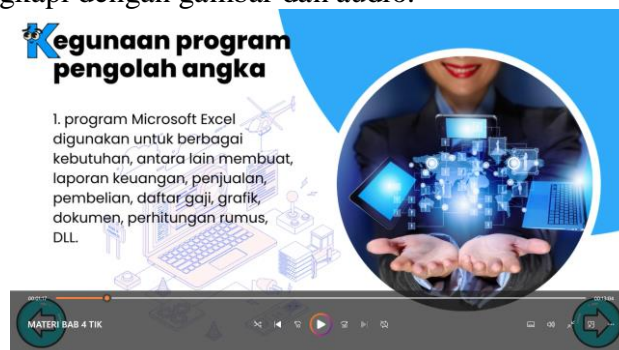 gkapi dengan gambar dan audio.
Kegunaan program
pengolah angka
1. program Microsoft Excel
digunakan untuk berbagai
kebutuhan, antara lain membuat,
laporan keuangan, penjualan,
pembelian, daftar gaji, grafik,
dokumen, perhitungan rumus,
DLL.
00:01:17
00:13:04
MATERI BAB 4 TIK